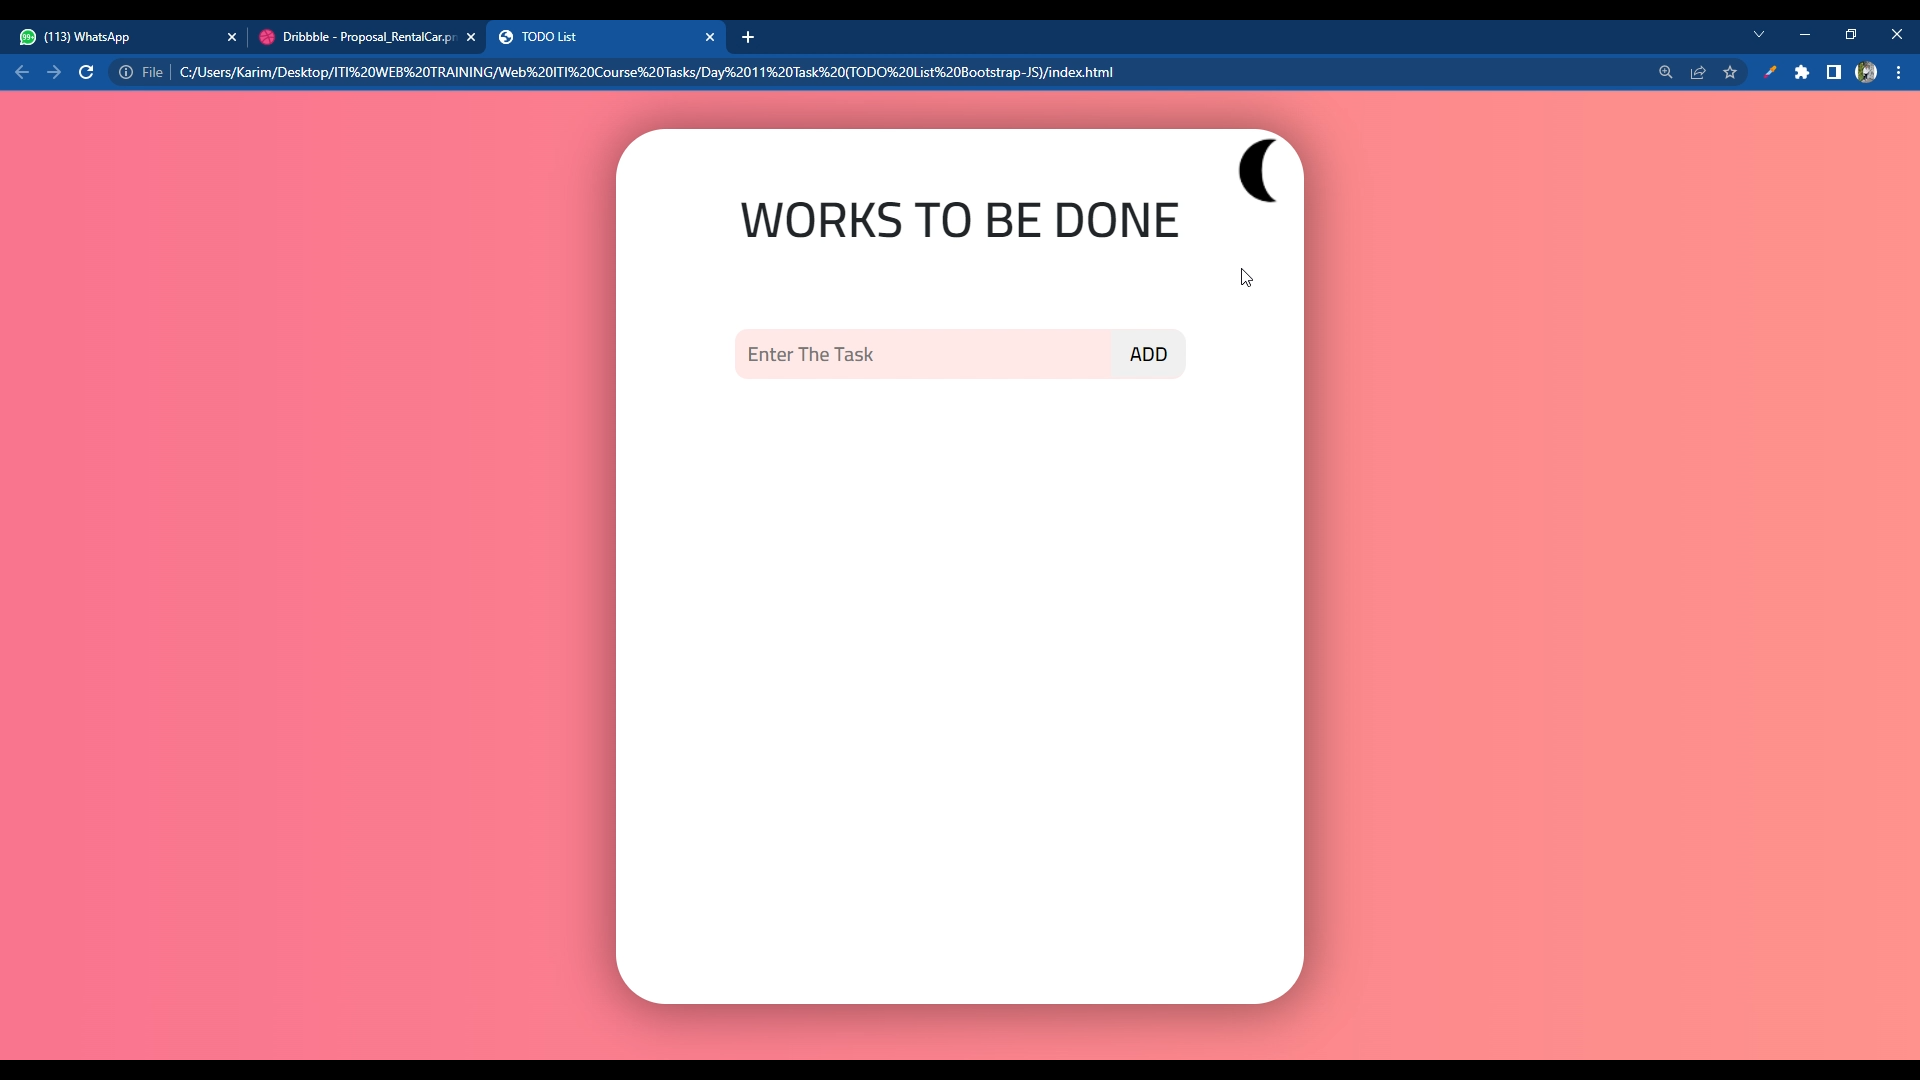 (113) WhatsApp
Dribbble - Proposal_RentalCar.pn
TODO List
File
C:/Users/Karim/Desktop/ITI%20WEB%20TRAINING/Web%20ITI%20Course%20Tasks/Day%2011%20Task%20(TODO%20List%20Bootstrap-JS)/index.html
WORKS TO BE DONE
Enter The Task
ADD